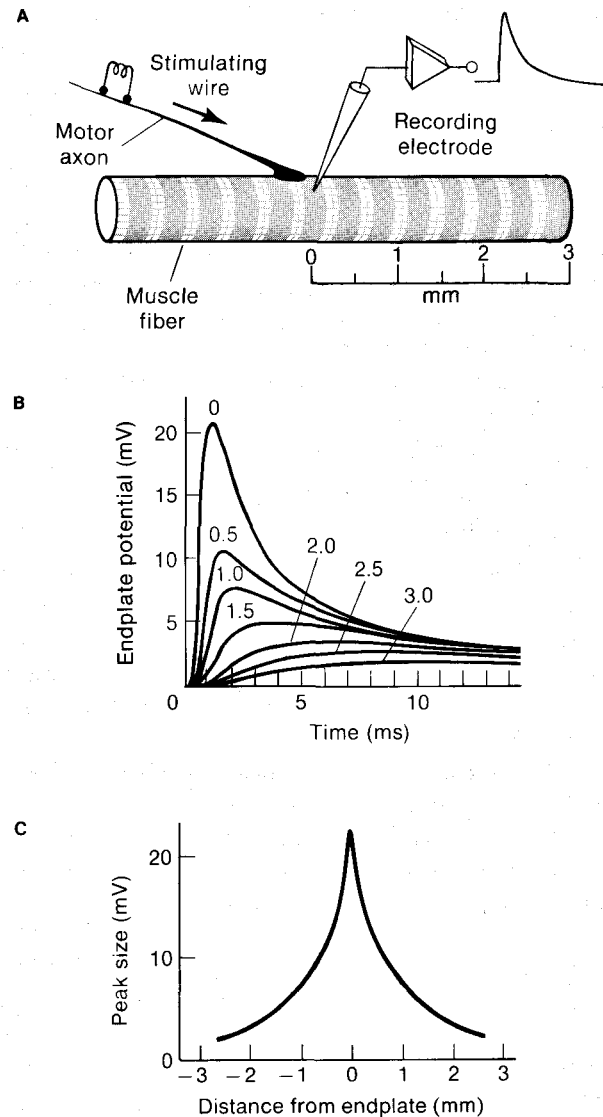 A
Stimulating
wire
Motor
axon
Recording
electrode
Muscle
fiber
0 1 2 3
mm
B
Endplate potential (mV)
20
15
10
5
0
0
0.5
1.0
1.5
2.0
2.5
3.0
5 10
Time (ms)
C
Peak size (mV)
20
10
0
−3 −2 −1 0 1 2 3
Distance from endplate (mm)